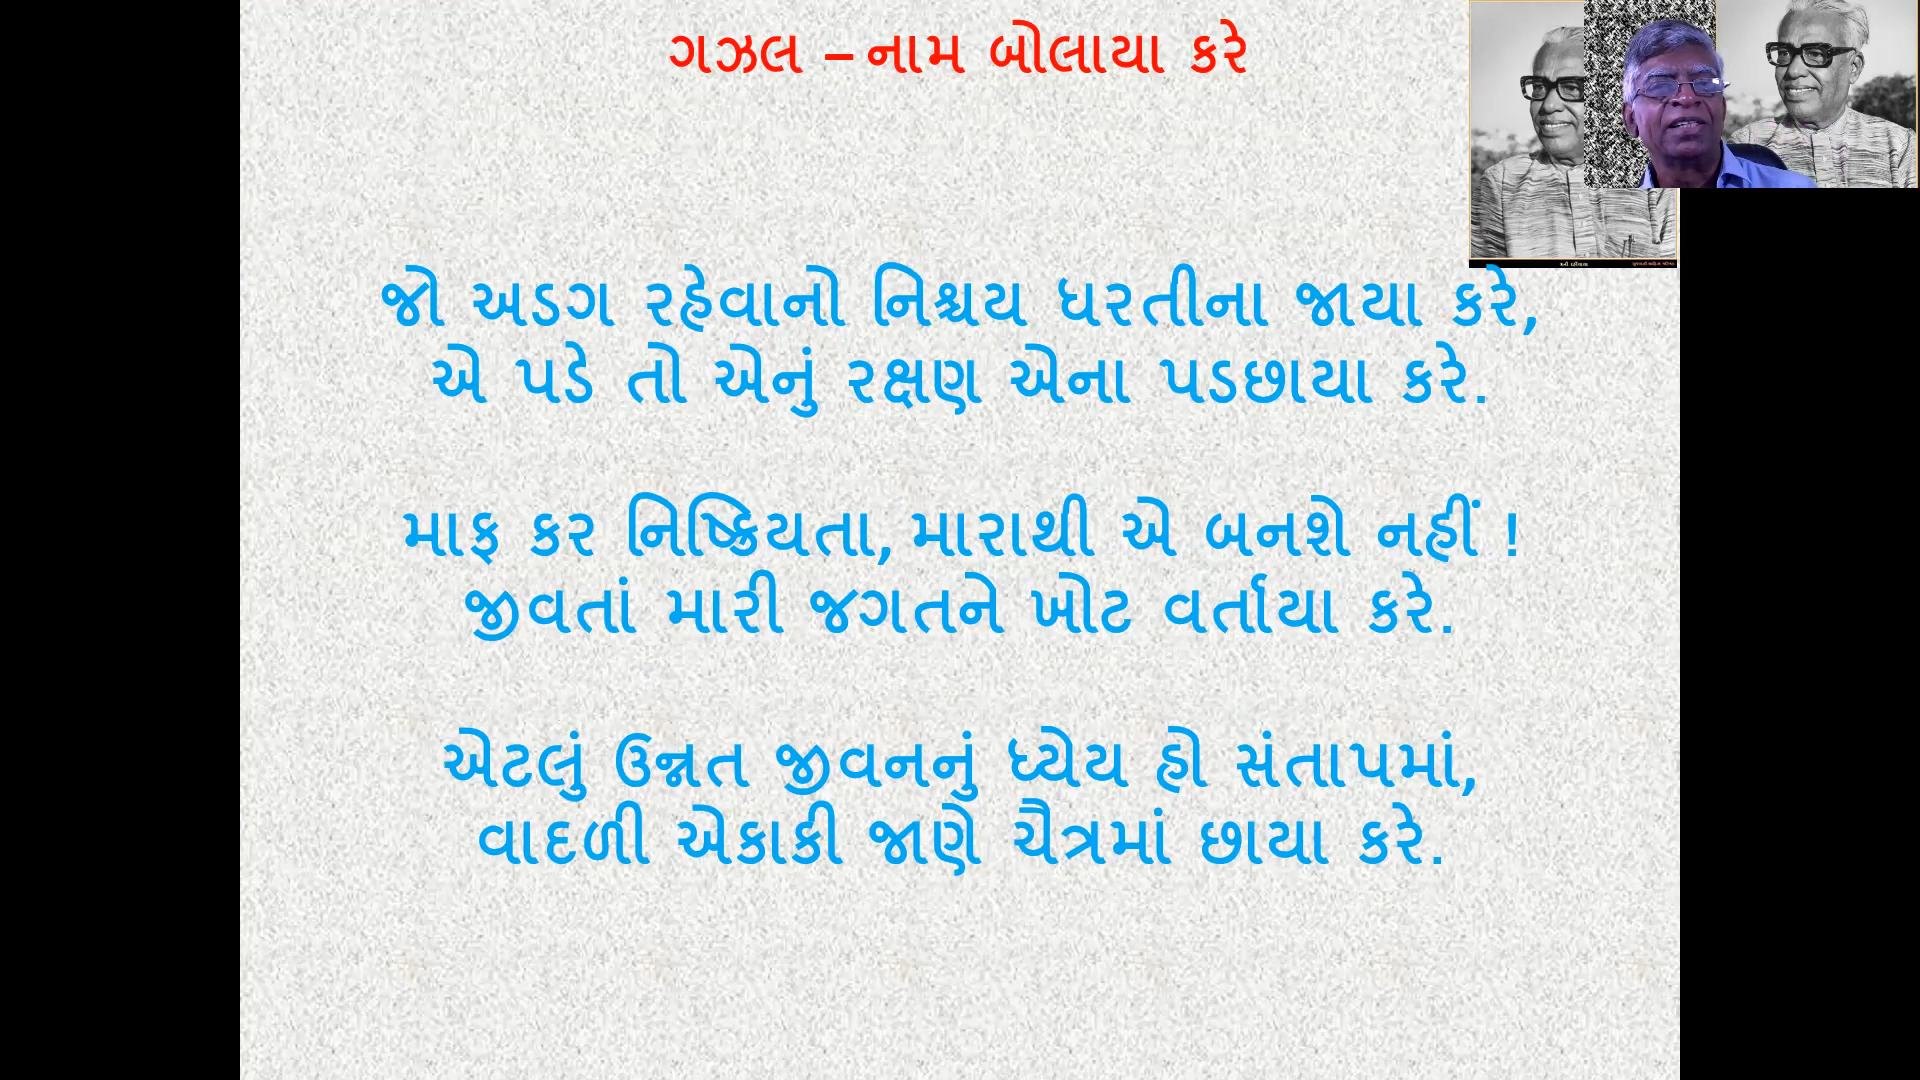 ગઝલ – નામ બોલાયા કરે
જો અડગ રહેવાનો નિશ્ચય ધરતીના જાયા કરે,
એ પડે તો એનું રક્ષણ એના પડછાયા કરે.
માફ કર નિષ્ક્રિયતા, મારાથી એ બનશે નહીં !
જીવતાં મારી જગતને ખોટ વર્તાયા કરે.
એટલું ઉન્નત જીવનનું ધ્યેય હો સંતાપમાં,
વાદળી એકાકી જાણે ચૈત્રમાં છાયા કરે.